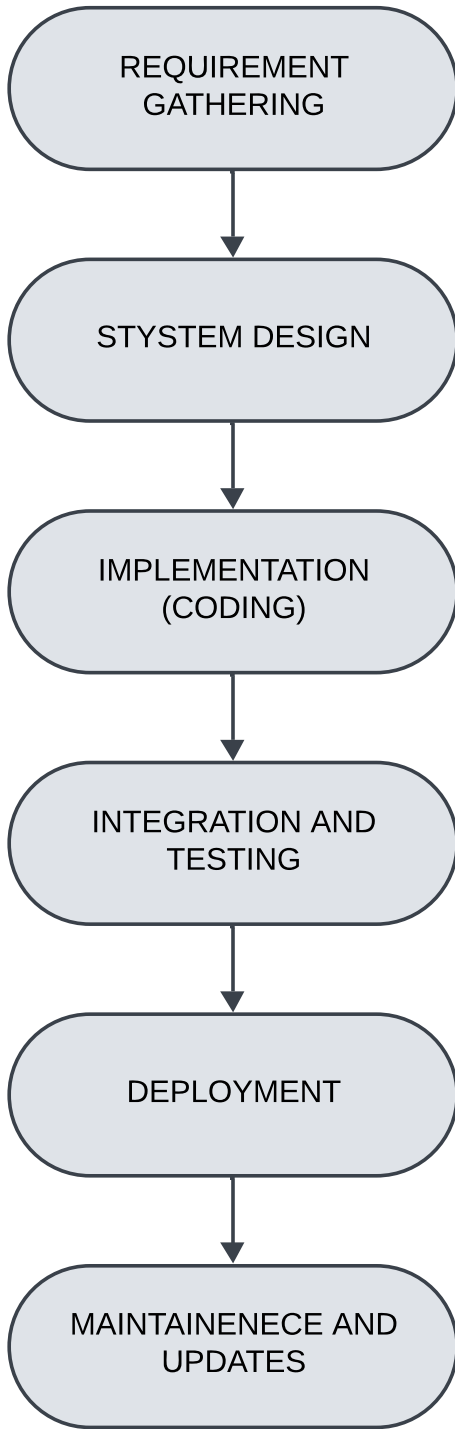 REQUIREMENT
GATHERING
STYSTEM DESIGN
IMPLEMENTATION
(CODING)
INTEGRATION AND
TESTING
DEPLOYMENT
MAINTAINENECE AND
UPDATES